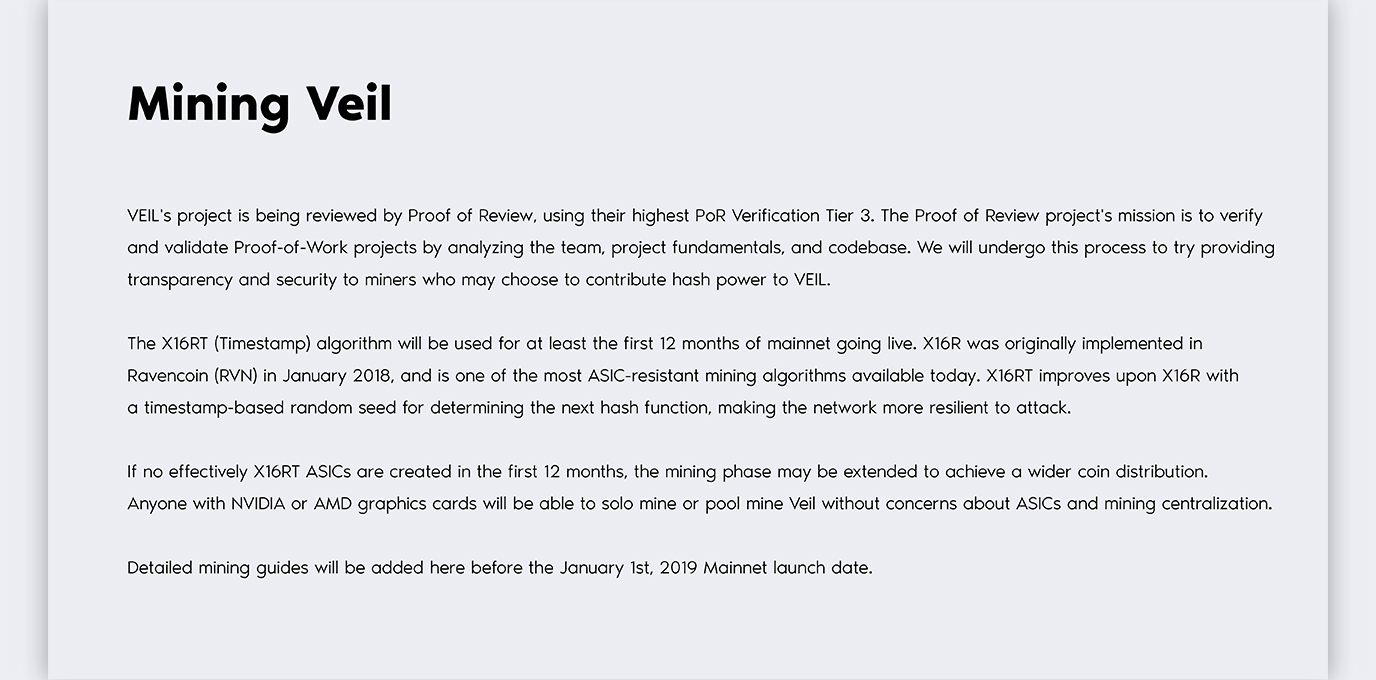 Mining Veil
VEIL's project is being reviewed by Proof of Review, using their highest PoR Verification Tier 3. The Proof of Review project's mission is to verify
and validate Proof-of-Work projects by analyzing the team, project fundamentals, and codebase. We will undergo this process to try providing
transparency and security to miners who may choose to contribute hash power to VEIL.
The X16RT (Timestamp) algorithm will be used for at least the first 12 months of mainnet going live. X16R was originally implemented in
Ravencoin (RVN) in January 2018, and is one of the most ASIC-resistant mining algorithms available today. X16RT improves upon X16R with
a timestamp-based random seed for determining the next hash function, making the network more resilient to attack.
If no effectively X16RT ASICs are created in the first 12 months, the mining phase may be extended to achieve a wider coin distribution.
Anyone with NVIDIA or AMD graphics cards will be able to solo mine or pool mine Veil without concerns about ASICs and mining centralization.
Detailed mining guides will be added here before the January 1st, 2019 Mainnet launch date.